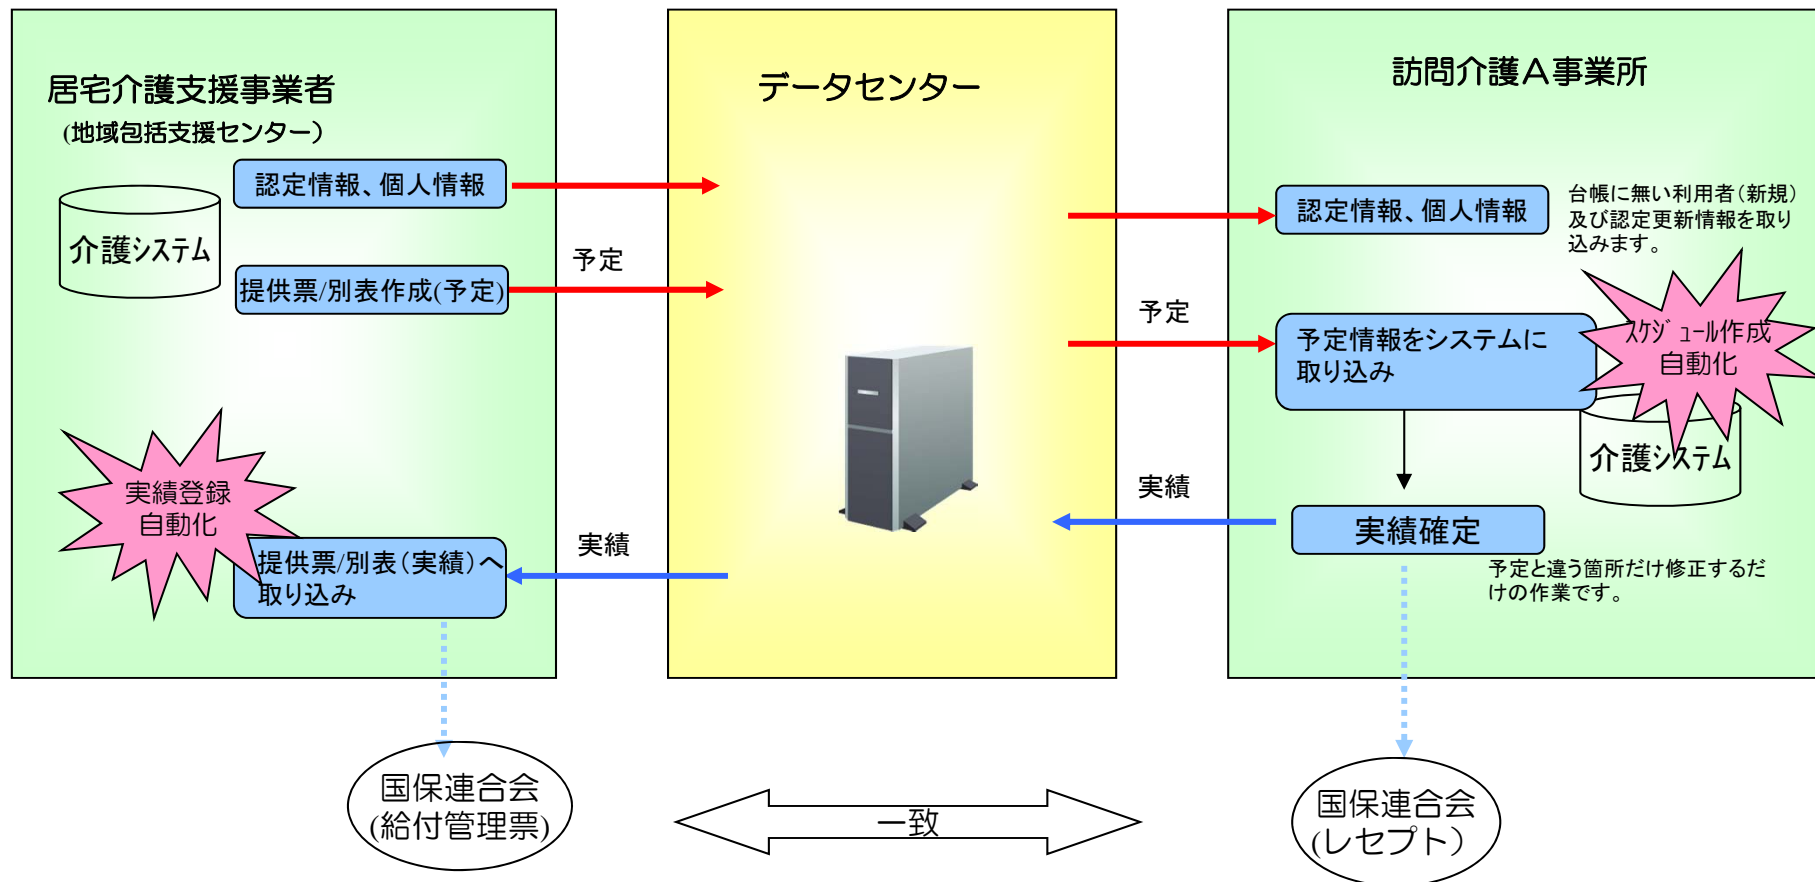 居宅介護支援事業者
(地域包括支援センター）
認定情報、個人情報
介護システム
提供票/別表作成(予定)
予定
実績登録
自動化
提供票/別表（実績）へ
取り込み
実績
データセンター
訪問介護Ａ事業所
認定情報、個人情報
台帳に無い利用者（新規）
及び認定更新情報を取り
込みます。
予定
予定情報をシステムに
取り込み
ｽｹｼﾞｭｰﾙ作成
自動化
介護システム
実績
実績確定
予定と違う箇所だけ修正するだ
けの作業です。
国保連合会
(給付管理票)
一致
国保連合会
(レセプト）